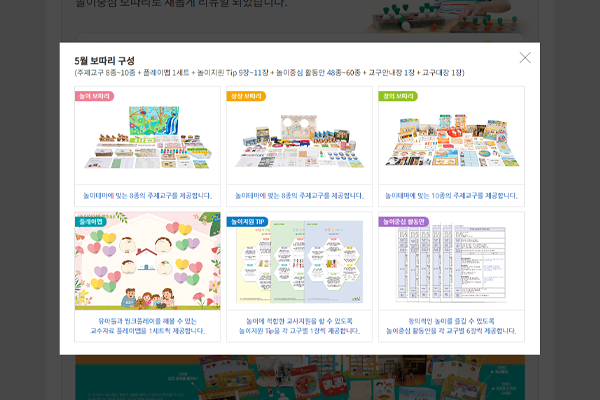 놀이중심 보따리로 새롭게 리뉴얼 되었습니다.
5월 보따리 구성
(주제교구 8종~10종 + 플레이맵 1세트 + 놀이지원 Tip 9장~11장 + 놀이중심 활동안 48종~60종 + 교구안내장 1장 + 교구대장 1장)
놀이 보따리
상상 보따리
창의 보따리
놀이테마에 맞는 8종의 주제교구를 제공합니다.
놀이테마에 맞는 8종의 주제교구를 제공합니다.
놀이테마에 맞는 10종의 주제교구를 제공합니다.
플레이맵
놀이지원 TIP
놀이중심 활동안
유아들과 씽크플레이를 해볼 수 있는
교수자료 플레이맵을 1세트씩 제공합니다.
놀이에 적합한 교사지원을 할 수 있도록
놀이지원 Tip을 각 교구별 1장씩 제공합니다.
창의적인 놀이를 즐길 수 있도록
놀이중심 활동안을 각 교구별 6장씩 제공합니다.